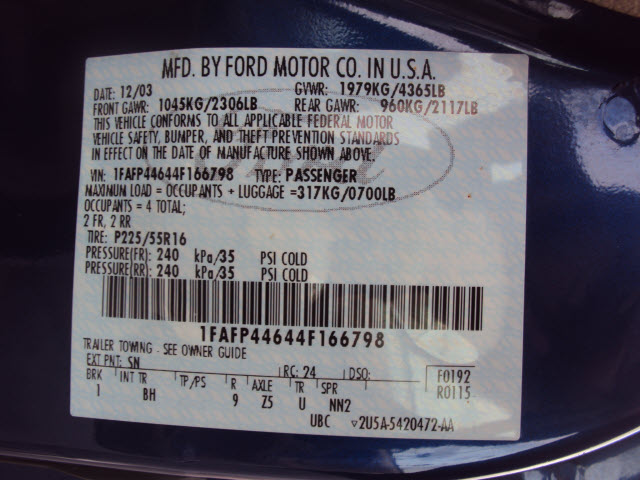 MFD. BY FORD MOTOR CO. IN U.S.A.
DATE: 12/03 GVWR: 1979KG/4365LB
FRONT GAWR: 1045KG/2306LB REAR GAWR: 960KG/2117LB
THIS VEHICLE CONFORMS TO ALL APPLICABLE FEDERAL MOTOR
VEHICLE SAFETY, BUMPER, AND THEFT PREVENTION STANDARDS
IN EFFECT ON THE DATE OF MANUFACTURE SHOWN ABOVE.
VIN: 1FAFP44644F166798 TYPE: PASSENGER
MAXIMUM LOAD = OCCUPANTS + LUGGAGE =317KG/0700LB
OCCUPANTS = 4 TOTAL;
2 FR, 2 RR
TIRE: P225/55R16
PRESSURE(FR): 240 kPa/35 PSI COLD
PRESSURE(RR): 240 kPa/35 PSI COLD
1FAFP44644F166798
TRAILER TOWING - SEE OWNER GUIDE
EXT PNT: SN RC: 24 DSO: F0192
BRK INT TR TP/PS R AXLE TR SPR R0115
1 BH 9 Z5 U NN2
UBC ▽2U5A-5420472-AA